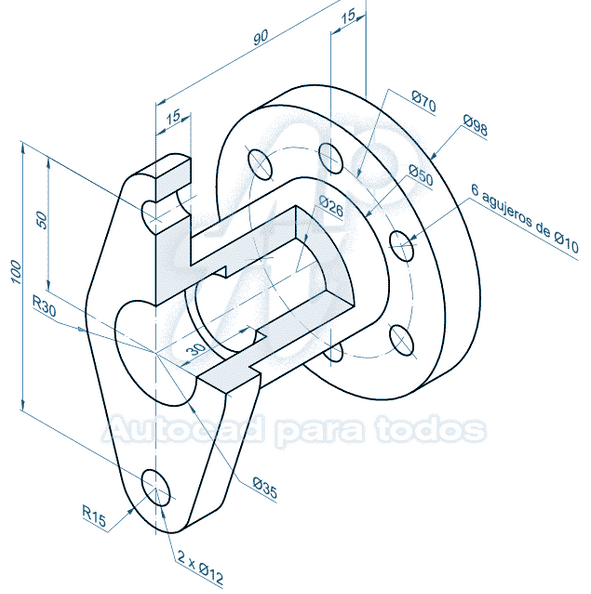 90
15
15
Ø70
Ø98
Ø50
6 agujeros de Ø10
Ø26
50
100
R30
30
Autocad para todos
Ø35
R15
2 x Ø12